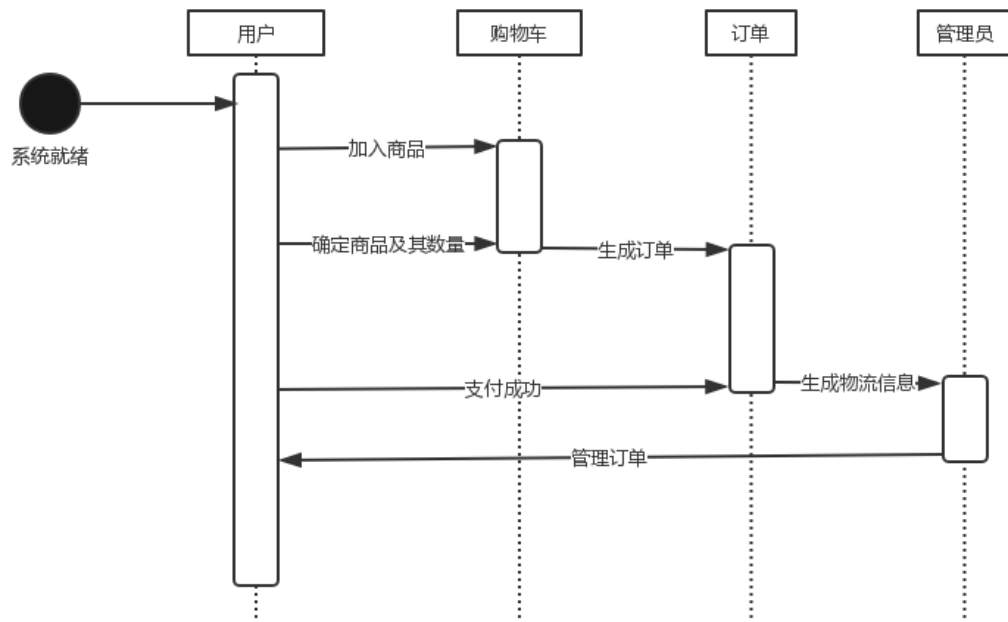 用户
购物车
订单
管理员
系统就绪
加入商品
确定商品及其数量
生成订单
支付成功
生成物流信息
管理订单